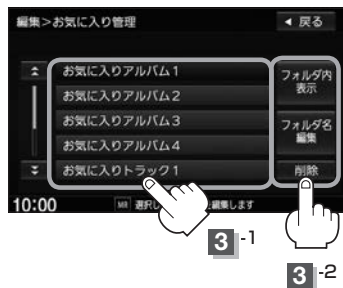 編集>お気に入り管理
戻る
お気に入りアルバム1
お気に入りアルバム2
お気に入りアルバム3
お気に入りアルバム4
お気に入りトラック1
フォルダ内
表示
フォルダ名
編集
削除
10:00
選択し 編集します
3 -1
3 -2